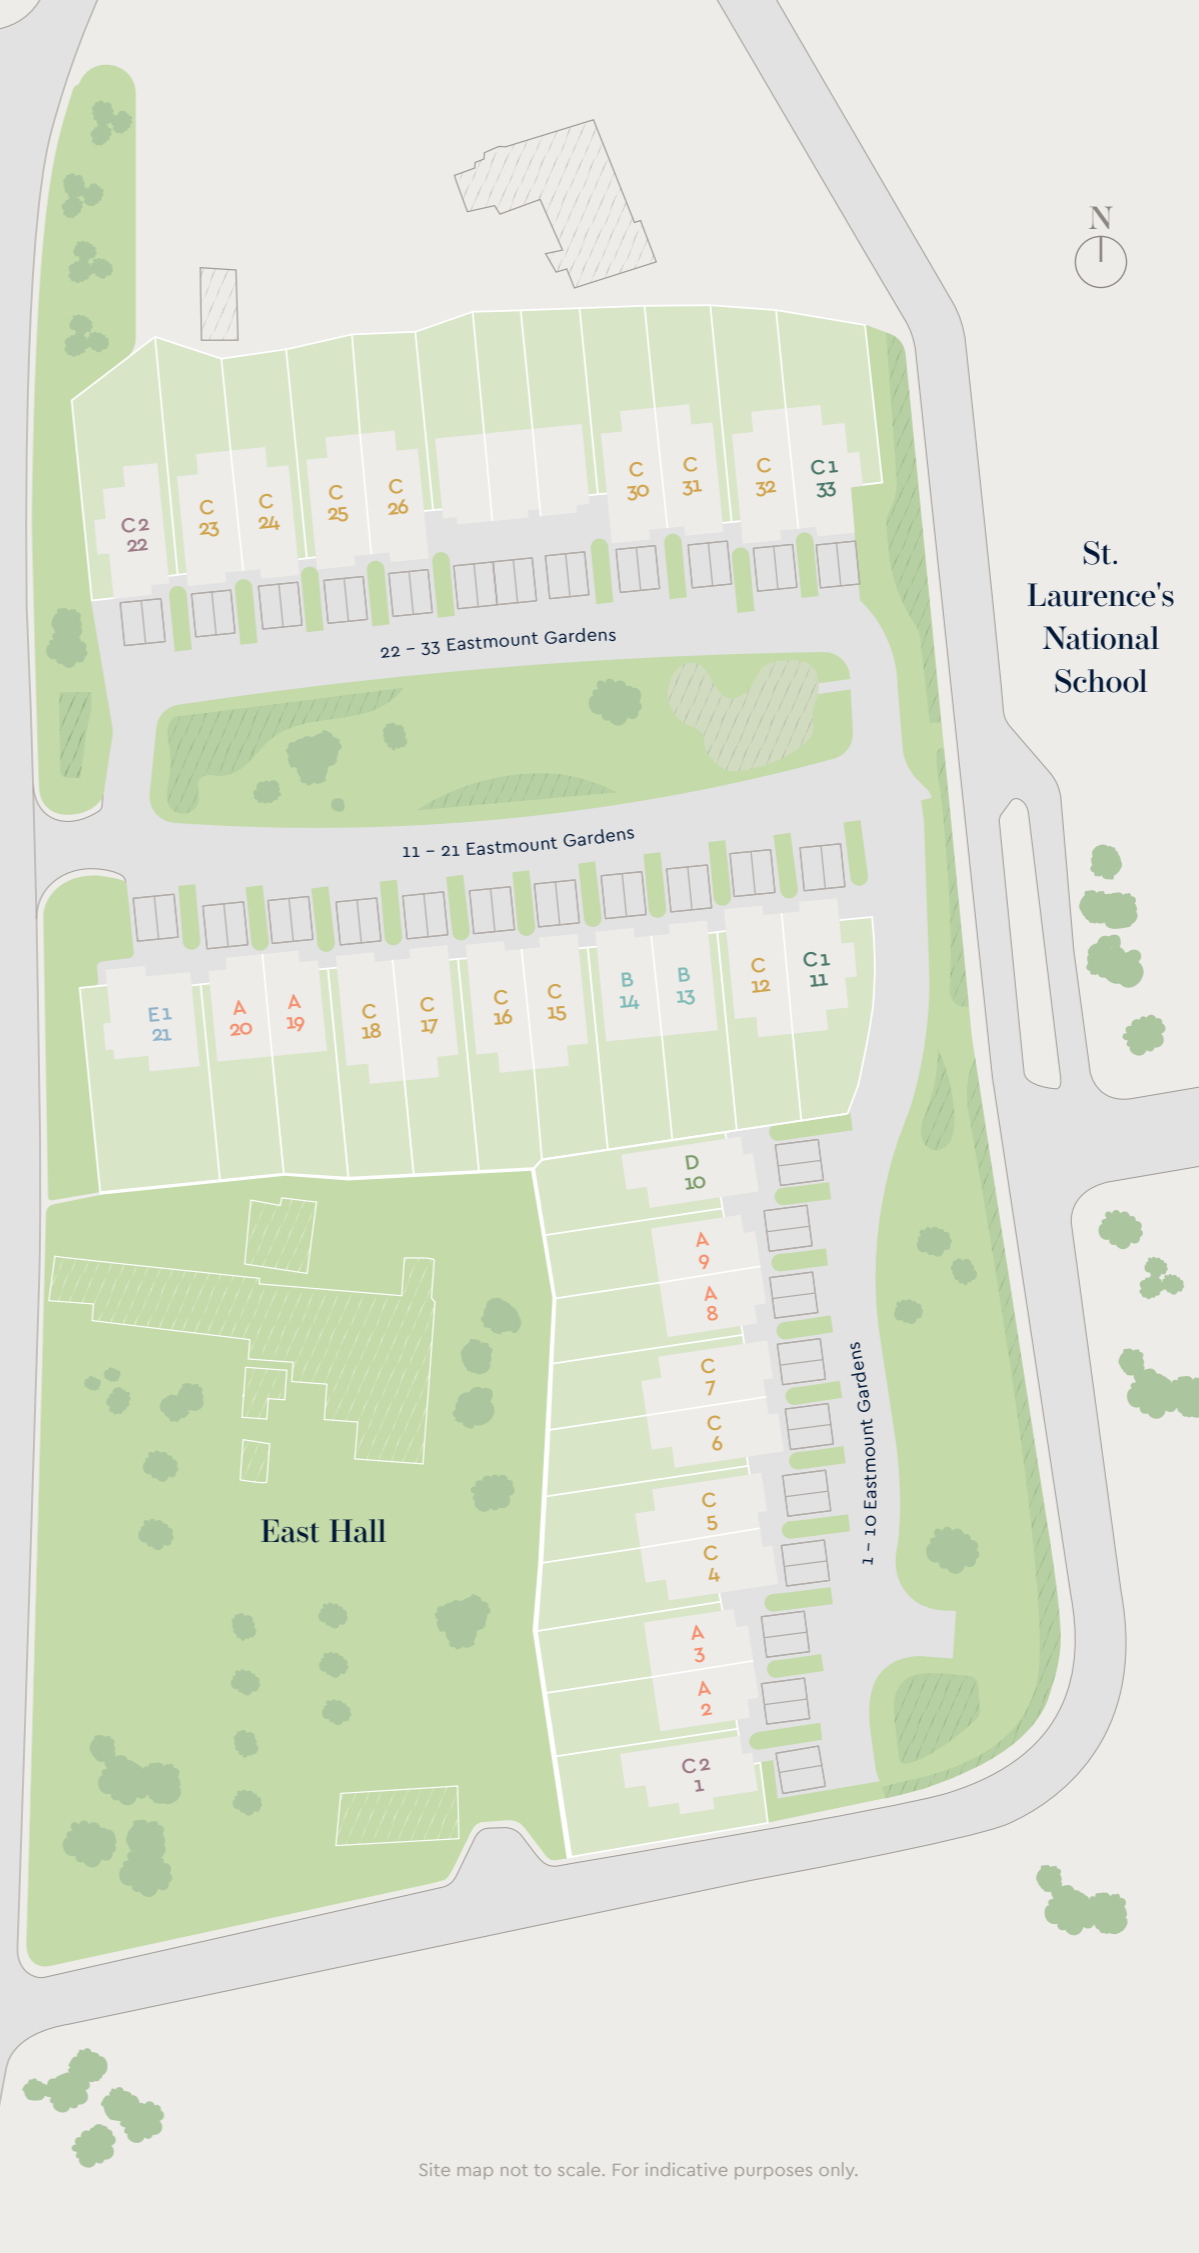 N
C
30
C
31
C
32
C1
33
C
25
C
26
C
23
C
24
C2
22
St.
Laurence's
National
School
22 – 33 Eastmount Gardens
11 – 21 Eastmount Gardens
E1
21
A
20
A
19
C
18
C
17
C
16
C
15
B
14
B
13
C
12
C1
11
D
10
A
9
A
8
C
7
C
6
C
5
C
4
A
3
A
2
C2
1
1 – 10 Eastmount Gardens
East Hall
Site map not to scale. For indicative purposes only.